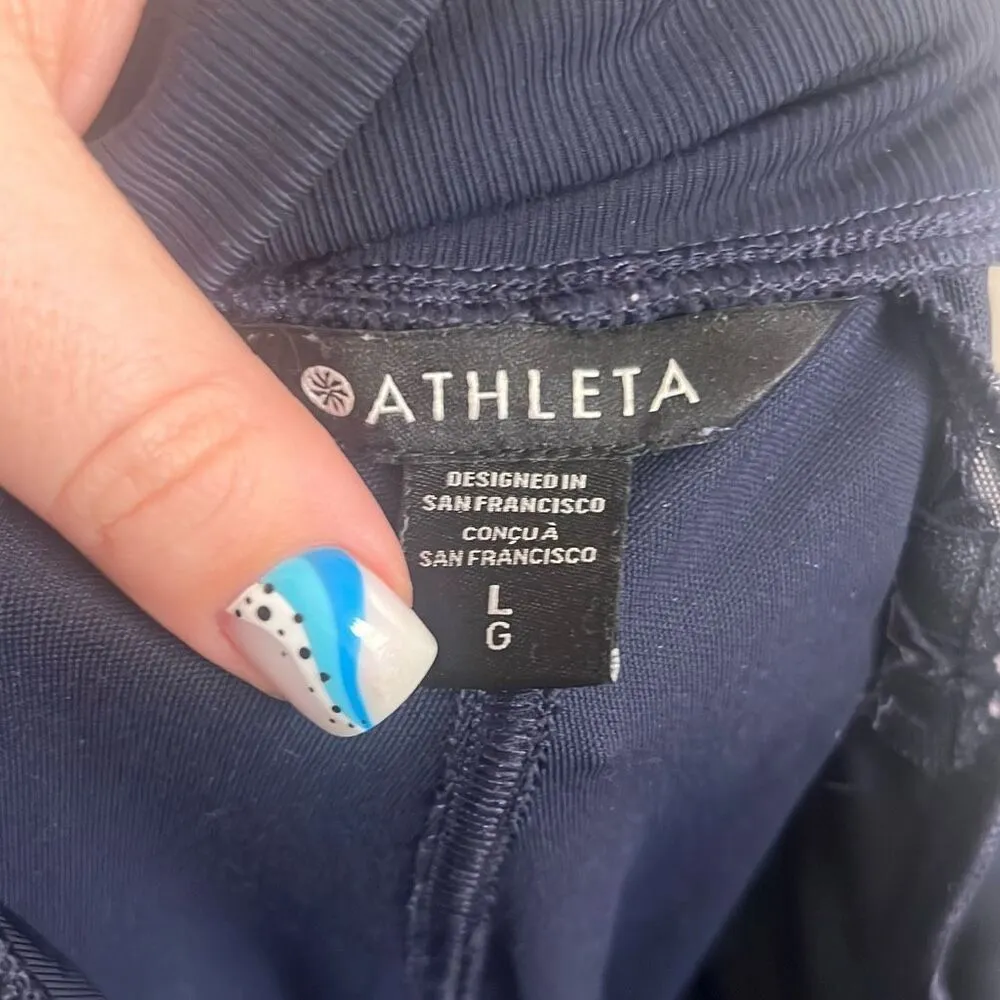 ATHLETA
DESIGNED IN
SAN FRANCISCO
CONÇU À
SAN FRANCISCO
L
G